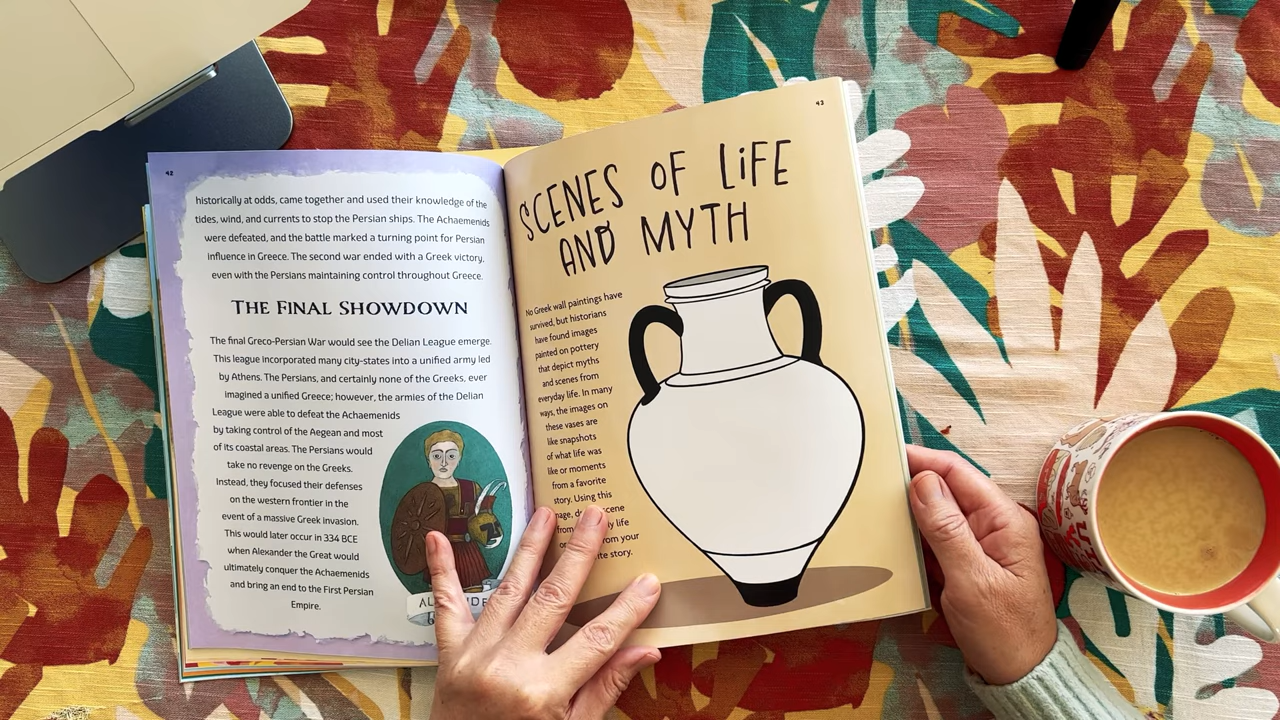 42
historically at odds, came together and used their knowledge of the
tides, wind, and currents to stop the Persian ships. The Achaemenids
were defeated, and the battle marked a turning point for Persian
influence in Greece. The second war ended with a Greek victory,
even with the Persians maintaining control throughout Greece.
THE FINAL SHOWDOWN
The final Greco-Persian War would see the Delian League emerge.
This league incorporated many city-states into a unified army led
by Athens. The Persians, and certainly none of the Greeks, ever
imagined a unified Greece; however, the armies of the Delian
League were able to defeat the Achaemenids
by taking control of the Aegean and most
of its coastal areas. The Persians would
take no revenge on the Greeks.
Instead, they focused their defenses
on the western frontier in the
event of a massive Greek invasion.
This would later occur in 334 BCE
when Alexander the Great would
ultimately conquer the Achaemenids
and bring an end to the First Persian
Empire.
43
SCENES OF LiFE
AND MYTH
No Greek wall paintings have
survived, but historians
have found images
painted on pottery
that depict myths
and scenes from
everyday life. In many
ways, the images on
these vases are
like snapshots
of what life was
like or moments
from a favorite
story. Using this
scene
from life
from your
story.